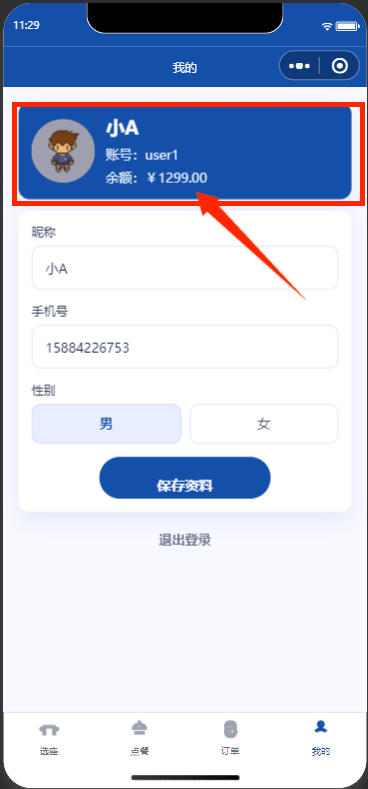 11:29
我的
小A
账号：user1
余额：￥1299.00
昵称
小A
手机号
15884226753
性别
男 女
保存资料
退出登录
选座 点餐 订单 我的